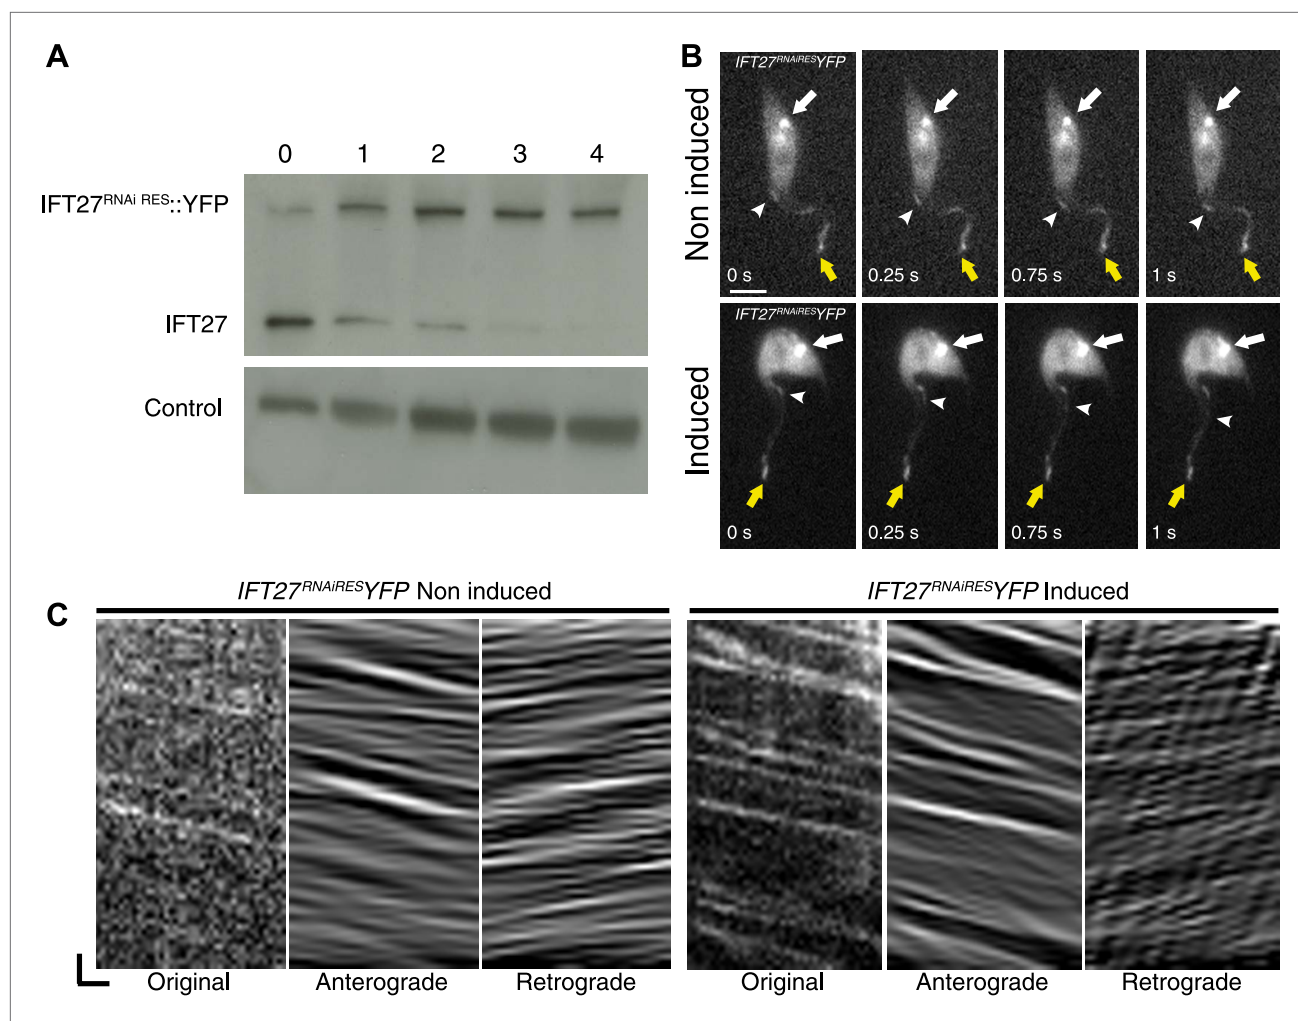 A
0 1 2 3 4
IFT27RNAi RES::YFP
IFT27
Control
B
Non induced
IFT27RNAiRESYFP
0 s
0.25 s
0.75 s
1 s
Induced
IFT27RNAiRESYFP
0 s
0.25 s
0.75 s
1 s
C
IFT27RNAiRESYFP Non induced
IFT27RNAiRESYFP Induced
Original
Anterograde
Retrograde
Original
Anterograde
Retrograde